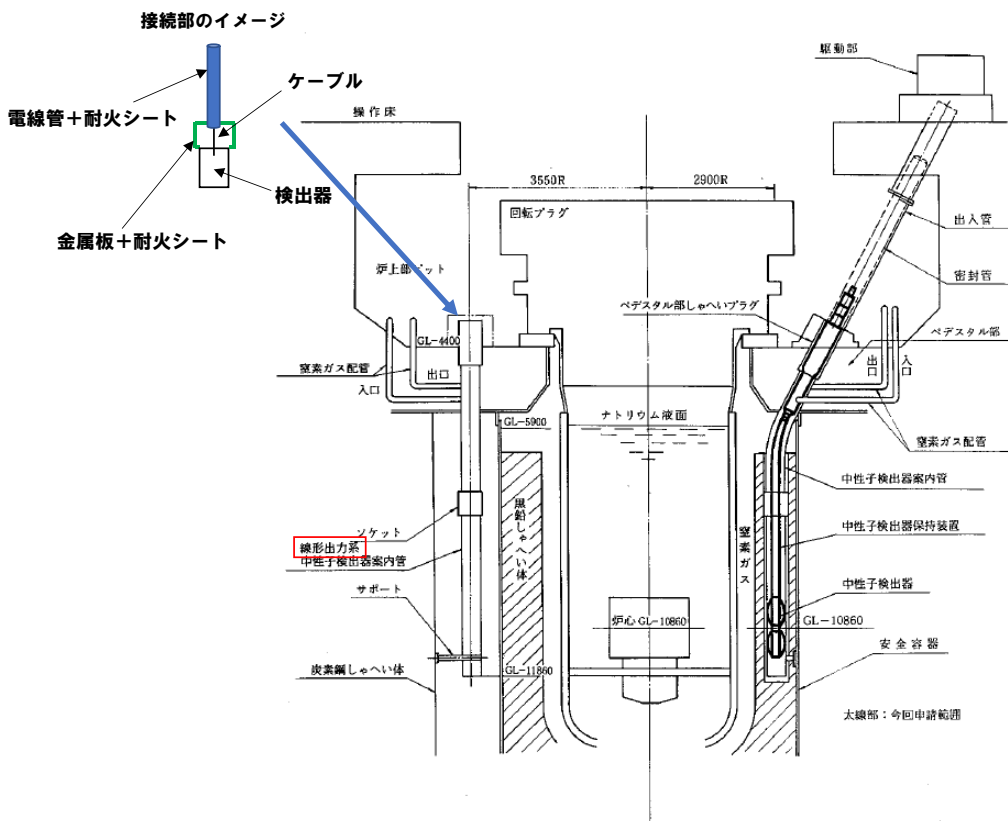 接続部のイメージ
ケーブル
電線管+耐火シート
検出器
金属板+耐火シート
駆動部
操作床
3550R
2900R
回転プラグ
出入管
炉上部ピット
密封管
ペデスタル部しゃへいプラグ
ペデスタル部
GL-4400
出口
入口
窒素ガス配管
出口
入口
ナトリウム液面
GL-5900
窒素ガス配管
中性子検出器案内管
黒鉛しゃへい体
窒素ガス
ソケット
線形出力系
中性子検出器案内管
中性子検出器保持装置
サポート
中性子検出器
炉心 GL-10860
GL-10860
安全容器
炭素鋼しゃへい体
GL-11860
太線部:今回申請範囲